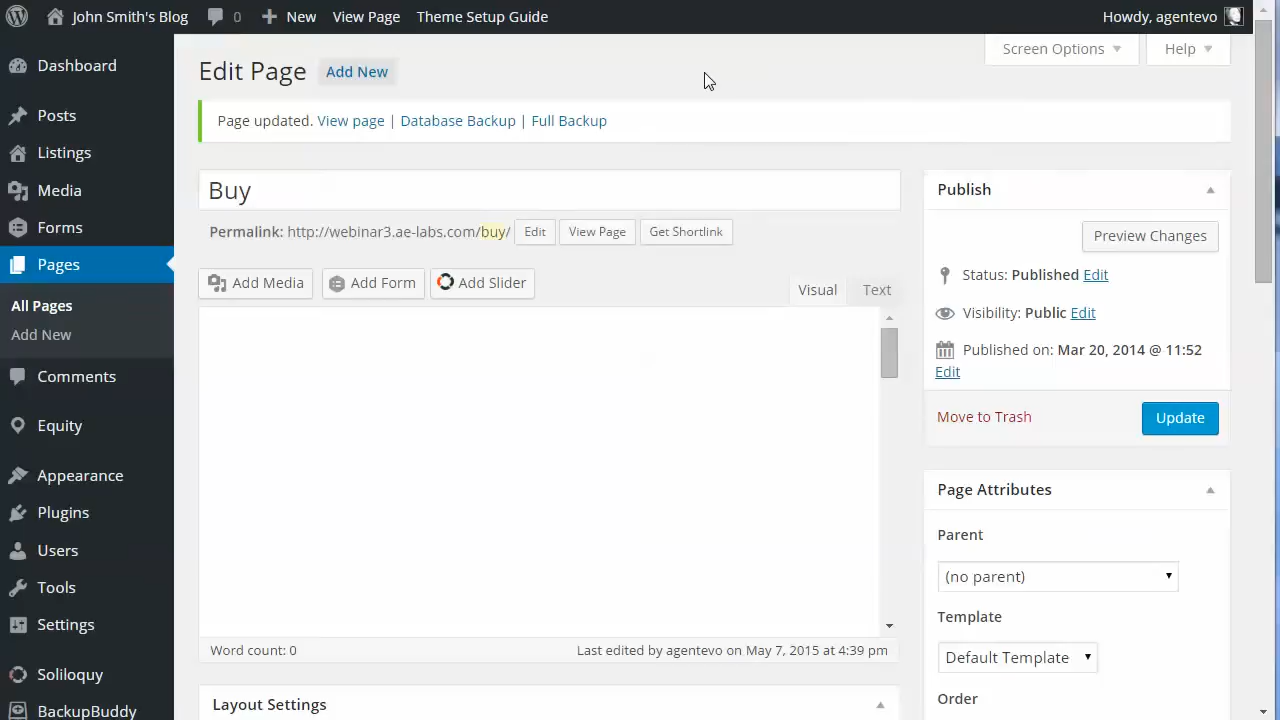 John Smith's Blog 0 New View Page Theme Setup Guide Howdy, agentevo
Screen Options Help
Dashboard
Posts
Listings
Media
Forms
Pages
All Pages
Add New
Comments
Equity
Appearance
Plugins
Users
Tools
Settings
Soliloquy
BackupBuddy
Edit Page Add New
Page updated. View page | Database Backup | Full Backup
Buy
Permalink: http://webinar3.ae-labs.com/buy/ Edit View Page Get Shortlink
Add Media Add Form Add Slider Visual Text
Word count: 0 Last edited by agentevo on May 7, 2015 at 4:39 pm
Layout Settings
Publish
Preview Changes
Status: Published Edit
Visibility: Public Edit
Published on: Mar 20, 2014 @ 11:52
Edit
Move to Trash Update
Page Attributes
Parent
(no parent)
Template
Default Template
Order